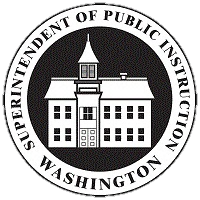 SUPERINTENDENT OF PUBLIC INSTRUCTION
WASHINGTON